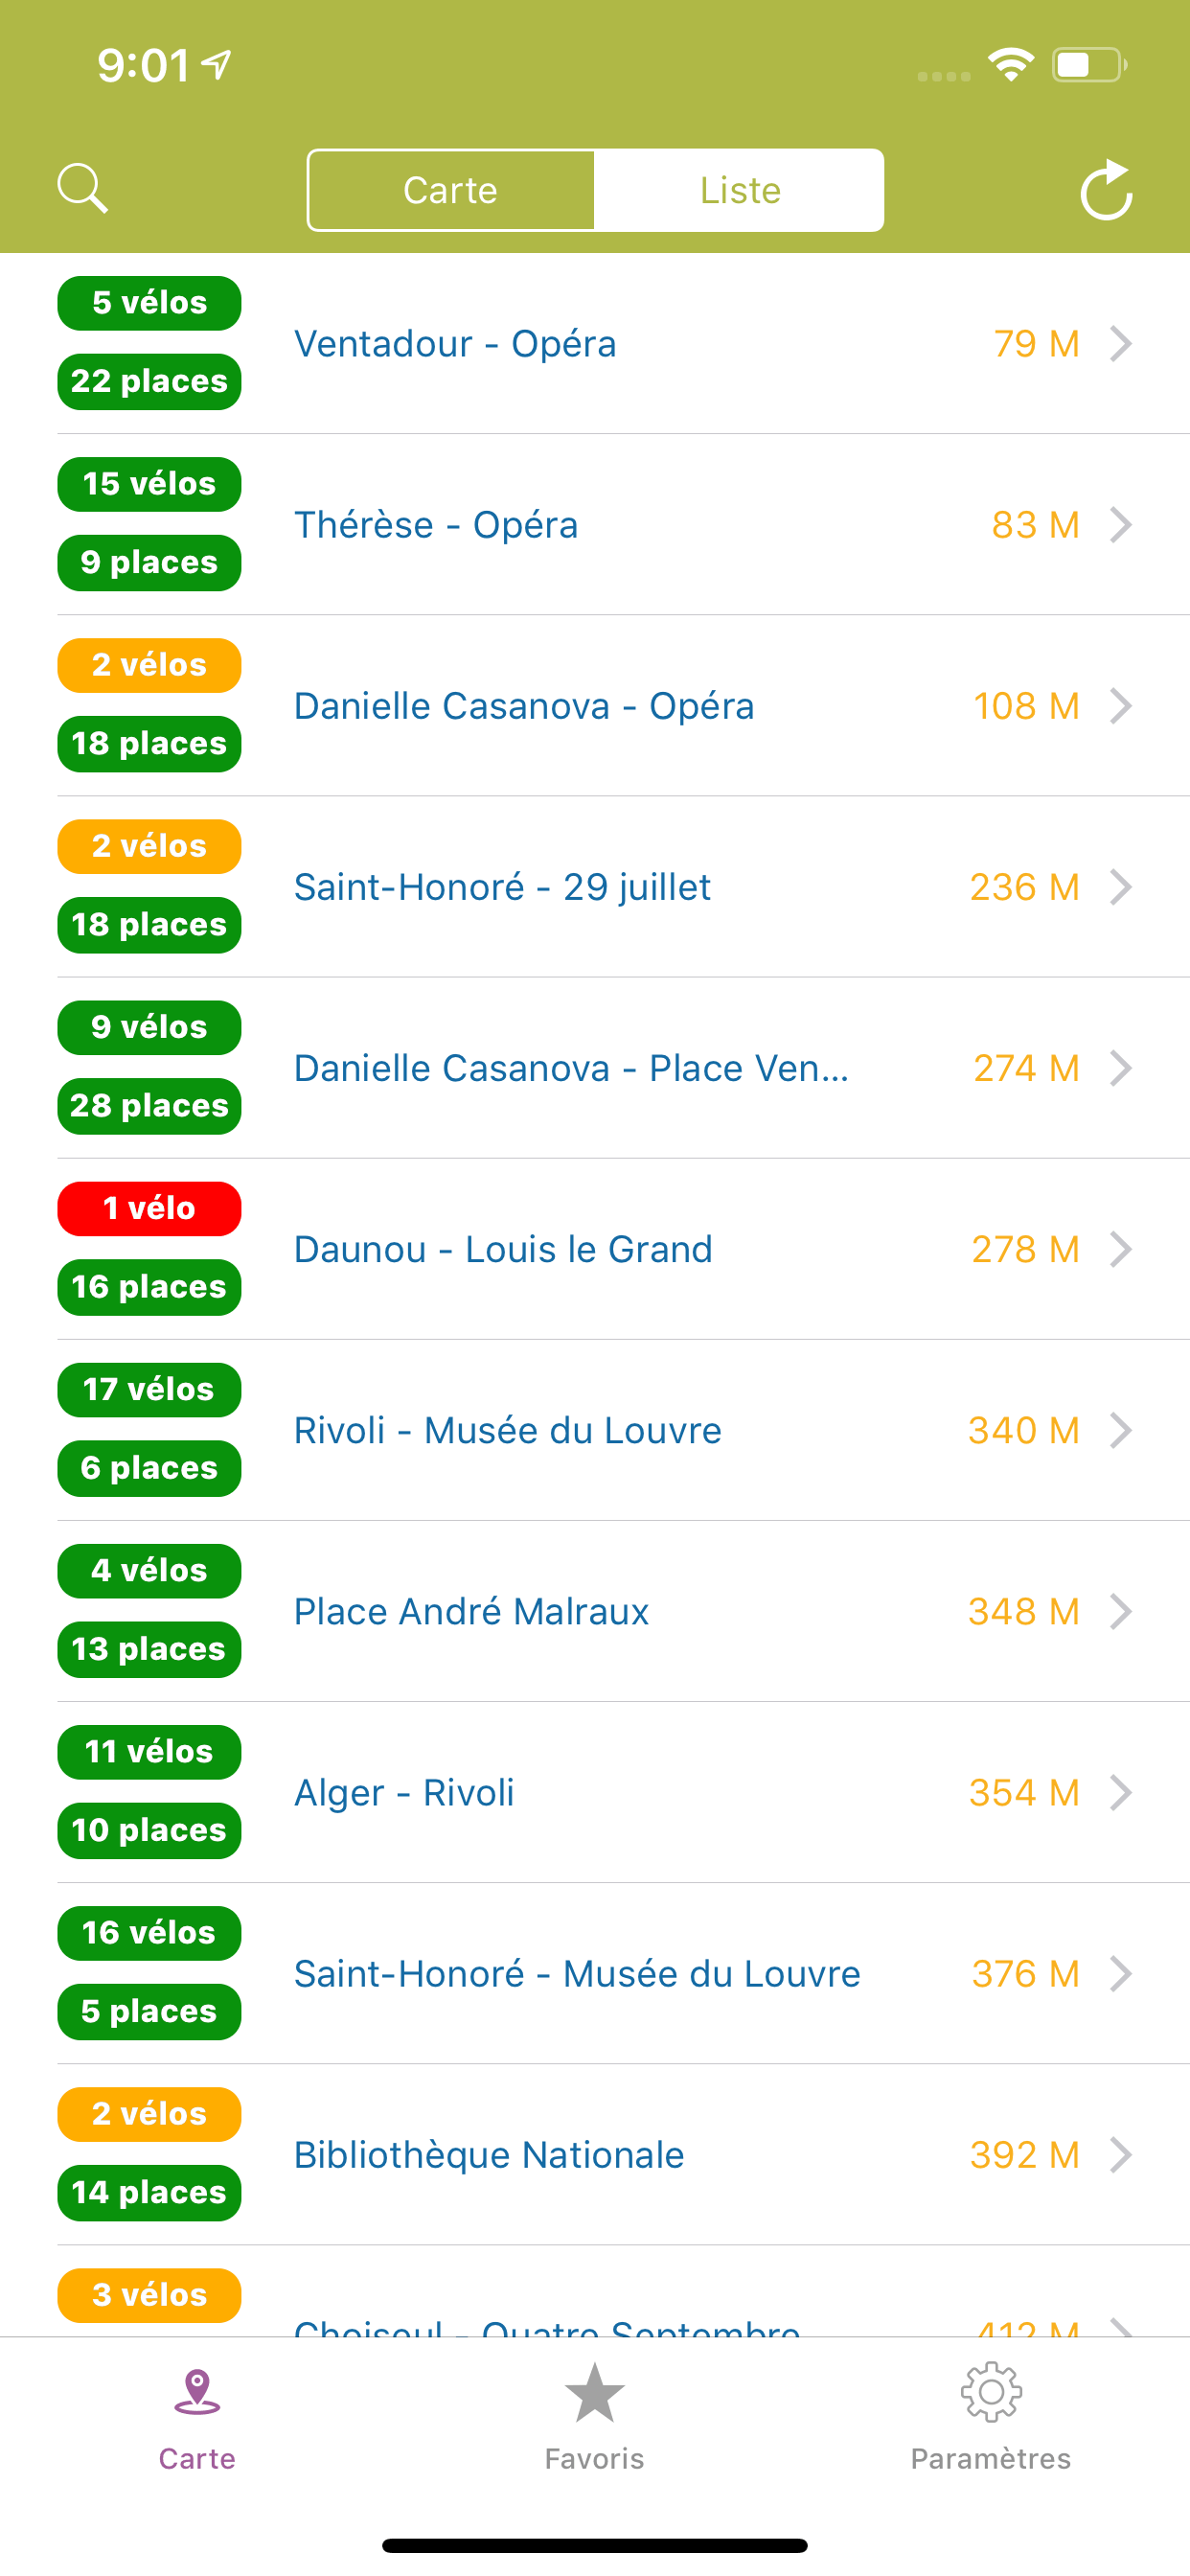 9:01
Carte
Liste
5 vélos
22 places
Ventadour - Opéra
79 M
15 vélos
9 places
Thérèse - Opéra
83 M
2 vélos
18 places
Danielle Casanova - Opéra
108 M
2 vélos
18 places
Saint-Honoré - 29 juillet
236 M
9 vélos
28 places
Danielle Casanova - Place Ven...
274 M
1 vélo
16 places
Daunou - Louis le Grand
278 M
17 vélos
6 places
Rivoli - Musée du Louvre
340 M
4 vélos
13 places
Place André Malraux
348 M
11 vélos
10 places
Alger - Rivoli
354 M
16 vélos
5 places
Saint-Honoré - Musée du Louvre
376 M
2 vélos
14 places
Bibliothèque Nationale
392 M
3 vélos
Choiseul - Quatre Septembre
412 M
Carte
Favoris
Paramètres